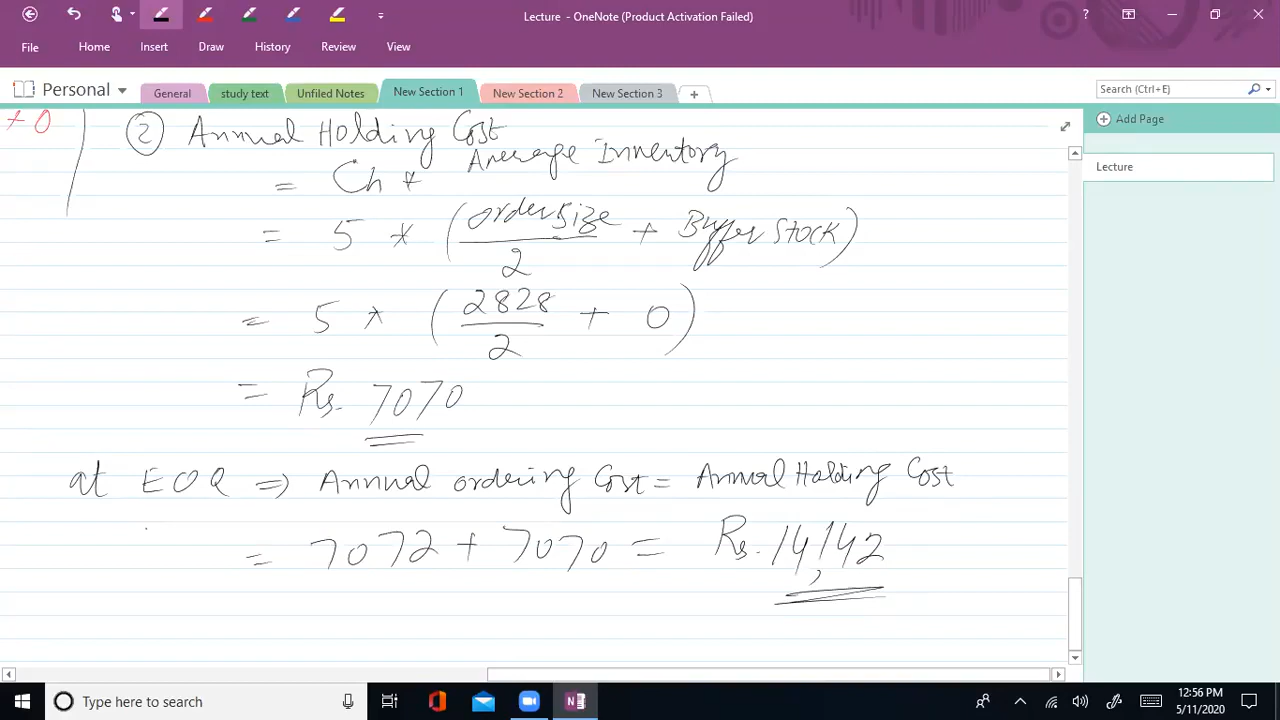 Lecture - OneNote (Product Activation Failed)
File Home Insert Draw History Review View
Personal General study text Unfiled Notes New Section 1 New Section 2 New Section 3 Search (Ctrl+E)
Add Page
Lecture
+ 0
② Annual Holding Cost
= Ch * Average Inventory
= 5 * (order size / 2 + Buffer Stock)
= 5 * (2828 / 2 + 0)
= Rs. 7070
at EOQ => Annual ordering Cost = Annual Holding Cost
= 7072 + 7070 = Rs. 14,142
Type here to search
12:56 PM
5/11/2020